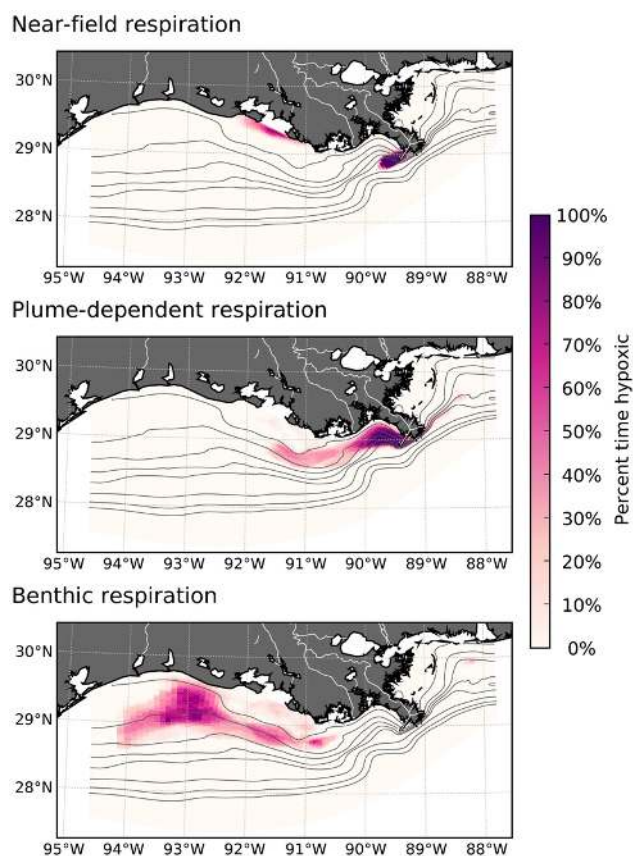 Near-field respiration
30°N
29°N
28°N
95°W 94°W 93°W 92°W 91°W 90°W 89°W 88°W
Plume-dependent respiration
30°N
29°N
28°N
95°W 94°W 93°W 92°W 91°W 90°W 89°W 88°W
Benthic respiration
30°N
29°N
28°N
95°W 94°W 93°W 92°W 91°W 90°W 89°W 88°W
100%
90%
80%
70%
60%
50%
40%
30%
20%
10%
0%
Percent time hypoxic